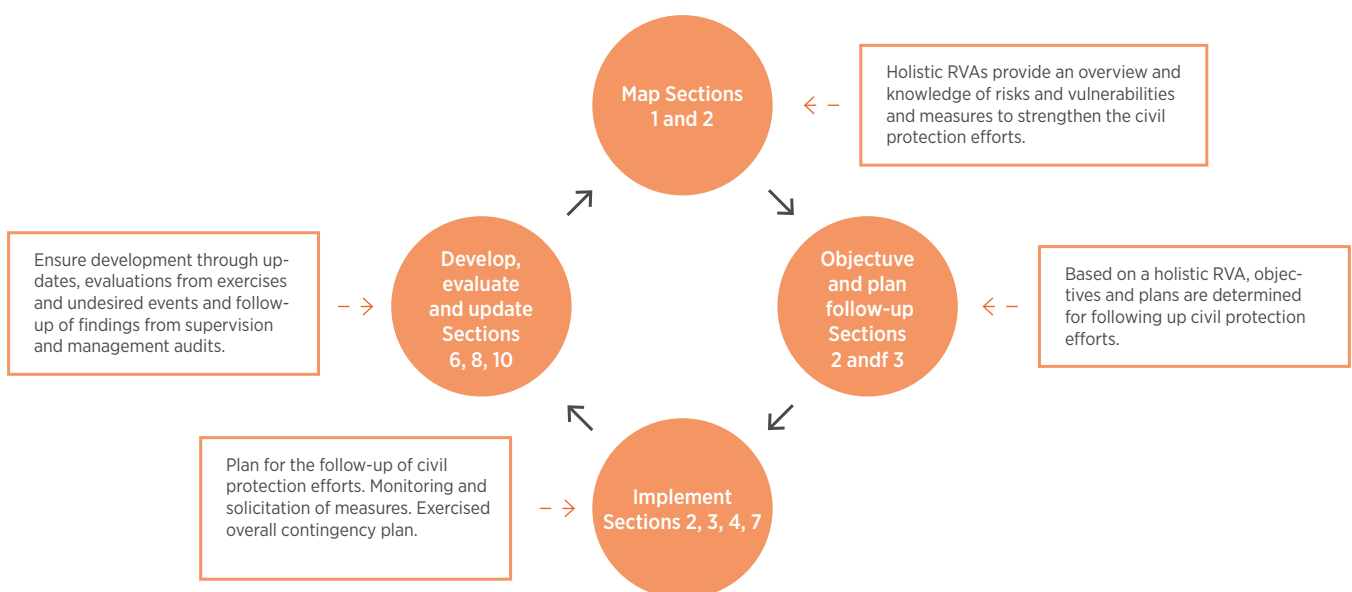 Map Sections
1 and 2
Holistic RVAs provide an overview and
knowledge of risks and vulnerabilities
and measures to strengthen the civil
protection efforts.
Objectuve
and plan
follow-up
Sections
2 andf 3
Based on a holistic RVA, objec-
tives and plans are determined
for following up civil protection
efforts.
Implement
Sections 2, 3, 4, 7
Plan for the follow-up of civil
protection efforts. Monitoring and
solicitation of measures. Exercised
overall contingency plan.
Develop,
evaluate
and update
Sections
6, 8, 10
Ensure development through up-
dates, evaluations from exercises
and undesired events and follow-
up of findings from supervision
and management audits.